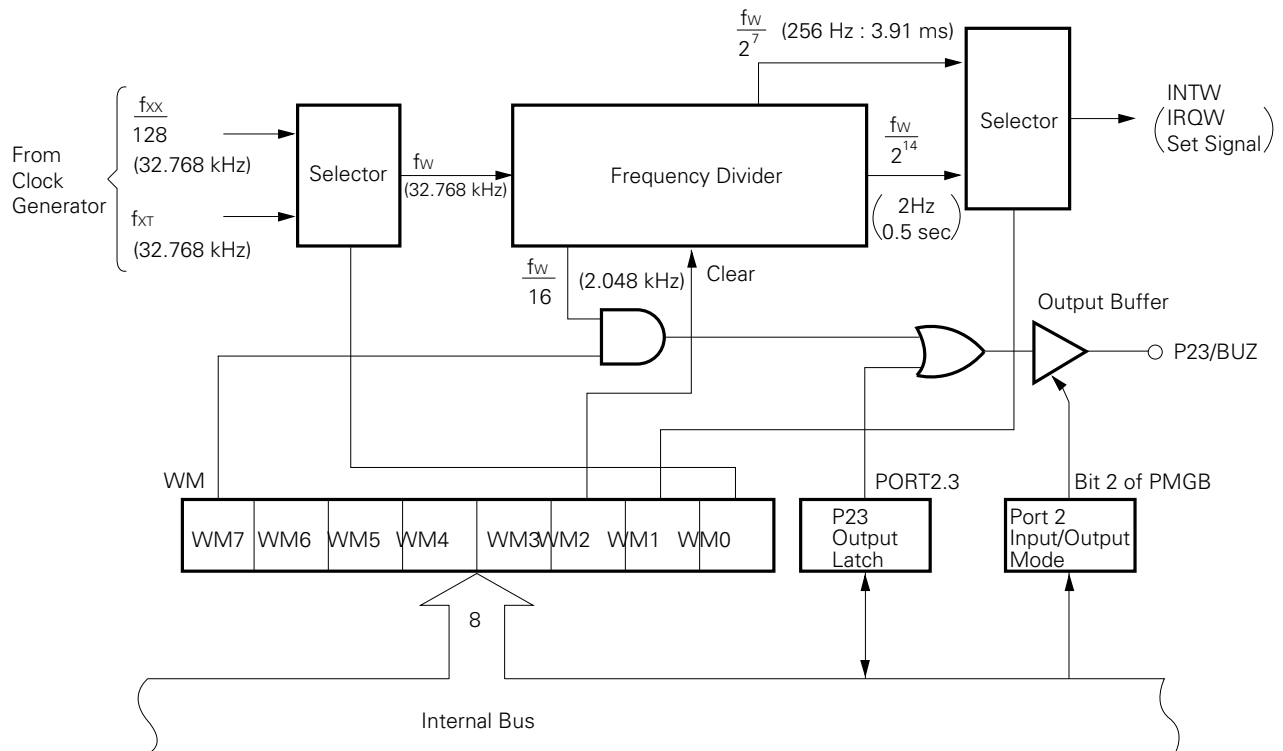 fW
2^7
(256 Hz : 3.91 ms)
From
Clock
Generator
fXX
128
(32.768 kHz)
fXT
(32.768 kHz)
Selector
fW
(32.768 kHz)
Frequency Divider
fW
2^14
(2Hz
0.5 sec)
Selector
INTW
(IRQW
Set Signal)
fW
16
(2.048 kHz)
Clear
Output Buffer
P23/BUZ
WM
PORT2.3
Bit 2 of PMGB
WM7 WM6 WM5 WM4 WM3 WM2 WM1 WM0
P23
Output
Latch
Port 2
Input/Output
Mode
8
Internal Bus